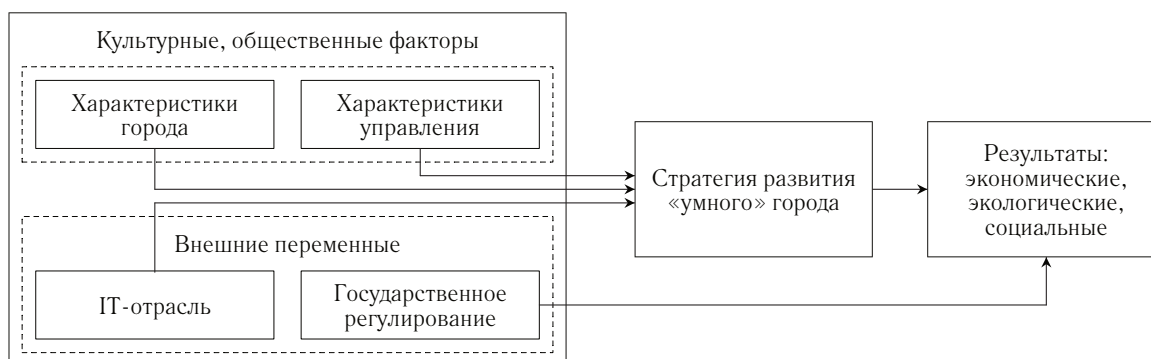 Культурные, общественные факторы
Характеристики
города
Характеристики
управления
Стратегия развития
«умного» города
Результаты:
экономические,
экологические,
социальные
Внешние переменные
IT-отрасль
Государственное
регулирование